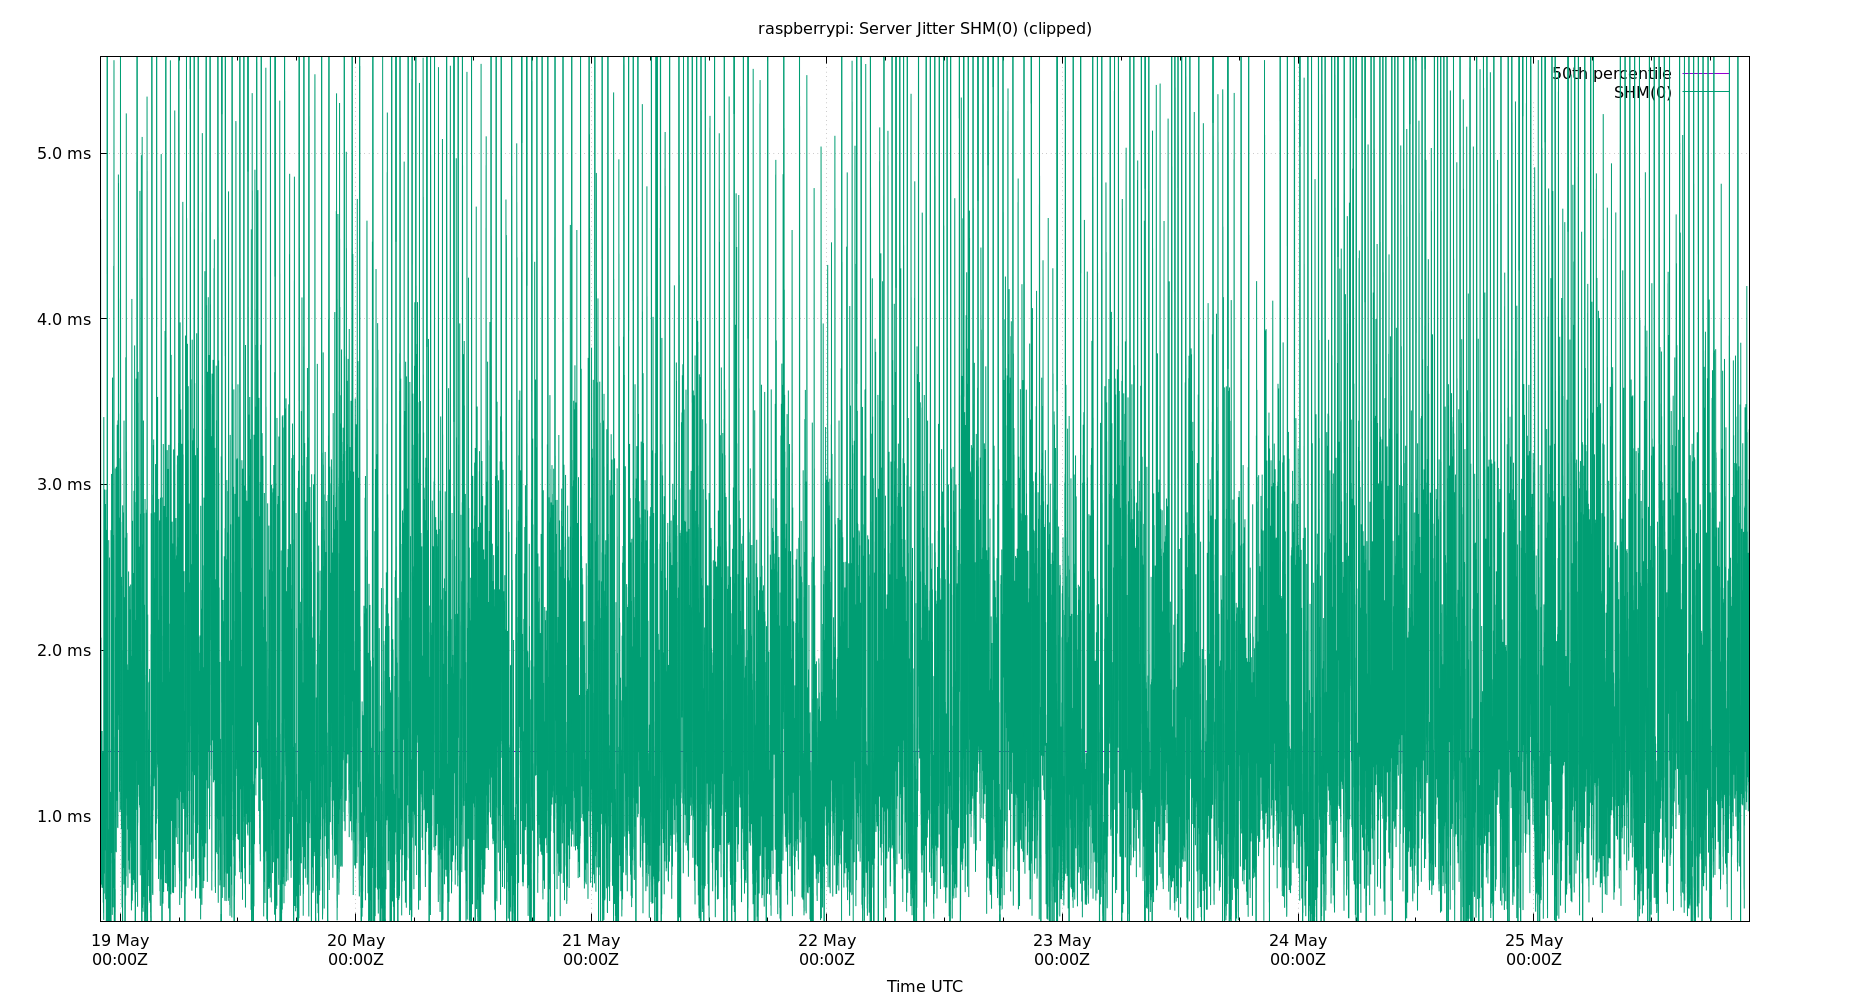 raspberrypi: Server Jitter SHM(0) (clipped)
50th percentile
SHM(0)
5.0 ms
4.0 ms
3.0 ms
2.0 ms
1.0 ms
19 May 20 May 21 May 22 May 23 May 24 May 25 May
00:00Z 00:00Z 00:00Z 00:00Z 00:00Z 00:00Z 00:00Z
Time UTC